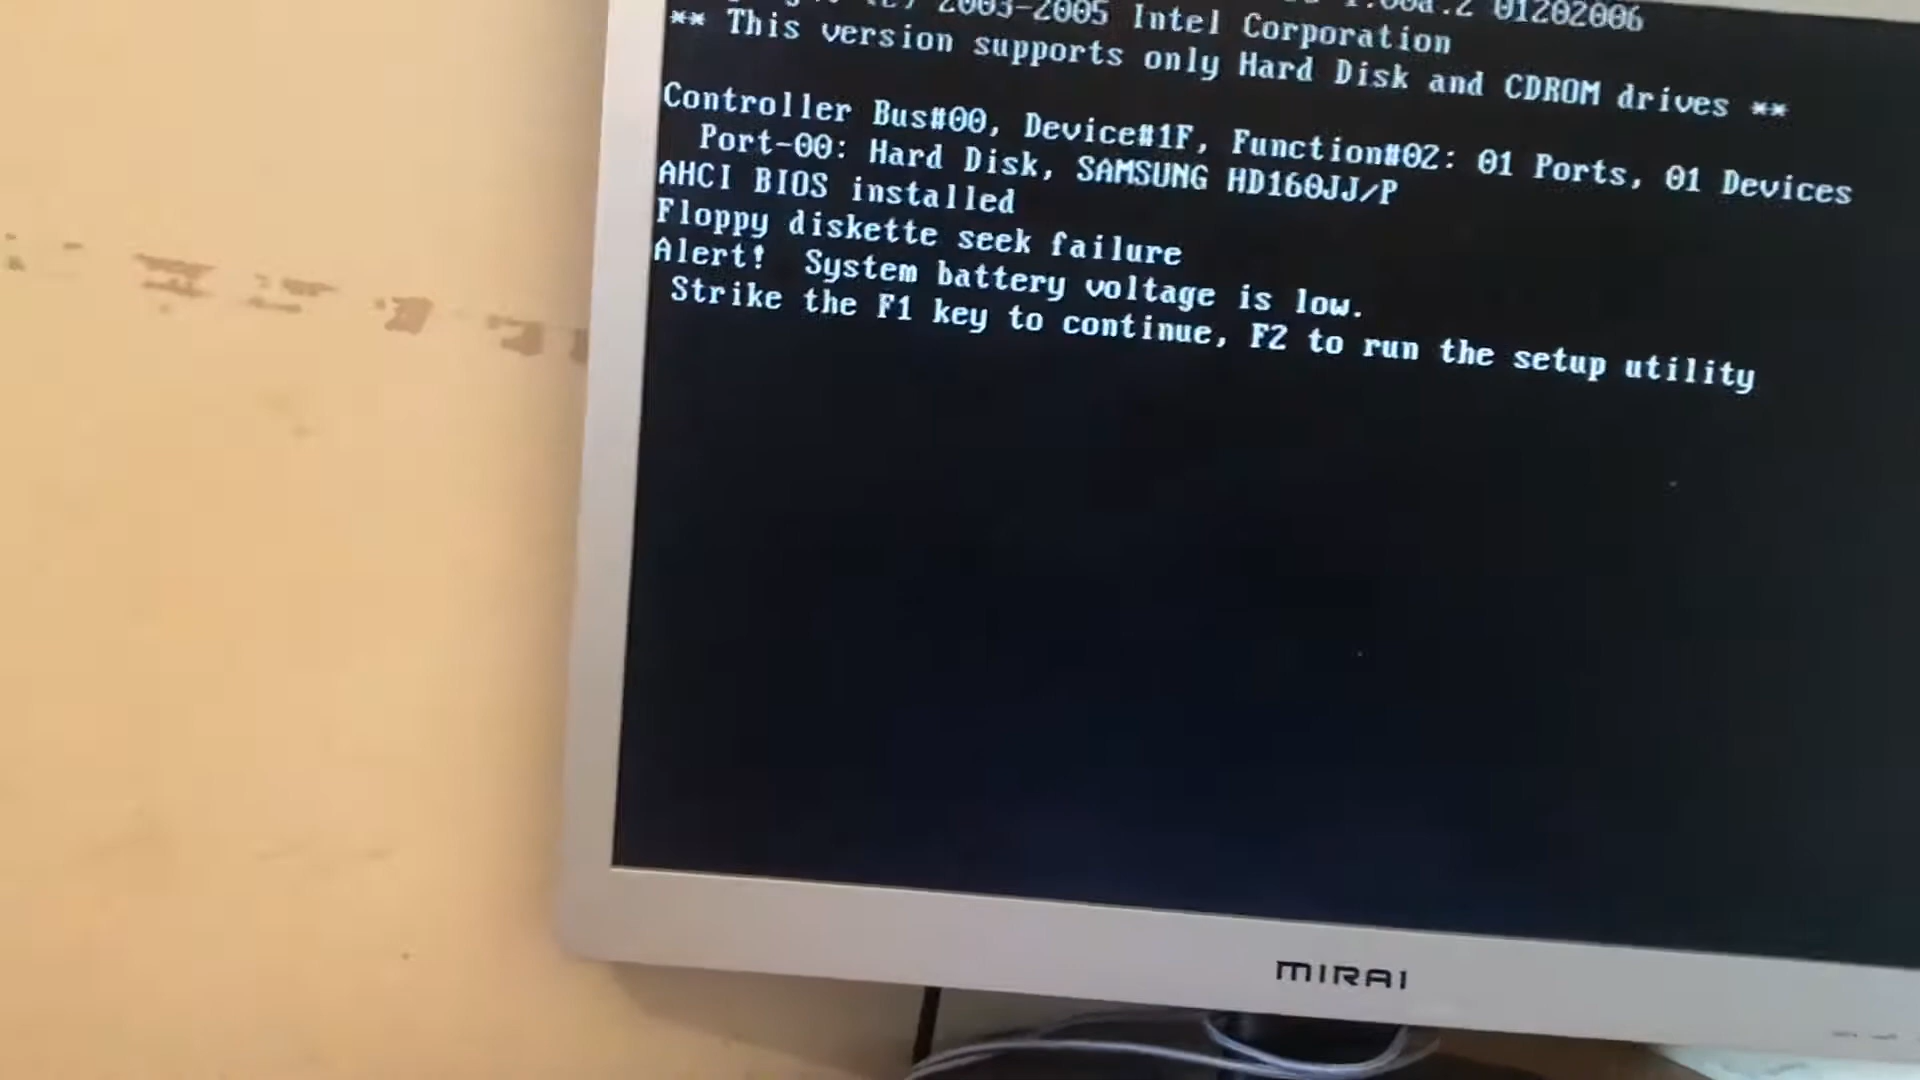 2003-2005 Intel Corporation 01202006
** This version supports only Hard Disk and CDROM drives **
Controller Bus#00, Device#1F, Function#02: 01 Ports, 01 Devices
Port-00: Hard Disk, SAMSUNG HD160JJ/P
AHCI BIOS installed
Floppy diskette seek failure
Alert! System battery voltage is low.
Strike the F1 key to continue, F2 to run the setup utility
MIRAI